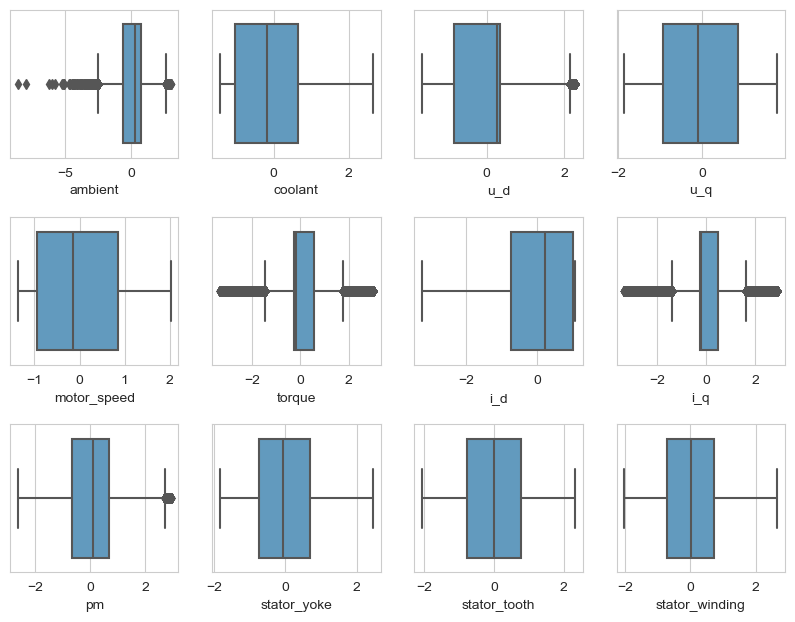 −5 0
ambient
0 2
coolant
0 2
u_d
−2 0
u_q
−1 0 1 2
motor_speed
−2 0 2
torque
−2 0
i_d
−2 0 2
i_q
−2 0 2
pm
−2 0 2
stator_yoke
−2 0 2
stator_tooth
−2 0 2
stator_winding